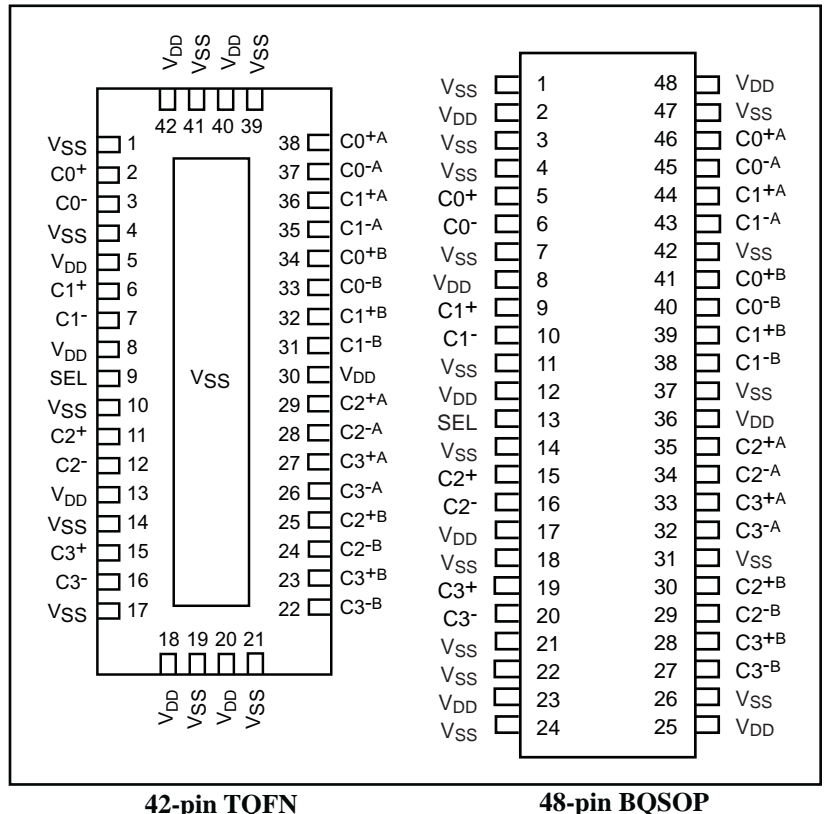 VDD VSS VDD VSS
42 41 40 39
VSS 1
C0+ 2
C0- 3
VSS 4
VDD 5
C1+ 6
C1- 7
VDD 8
SEL 9
VSS 10
C2+ 11
C2- 12
VDD 13
VSS 14
C3+ 15
C3- 16
VSS 17
VSS
38 C0+A
37 C0-A
36 C1+A
35 C1-A
34 C0+B
33 C0-B
32 C1+B
31 C1-B
30 VDD
29 C2+A
28 C2-A
27 C3+A
26 C3-A
25 C2+B
24 C2-B
23 C3+B
22 C3-B
18 19 20 21
VDD VSS VDD VSS
42-pin TQFN
VSS 1 48 VDD
VDD 2 47 VSS
VSS 3 46 C0+A
VSS 4 45 C0-A
C0+ 5 44 C1+A
C0- 6 43 C1-A
VSS 7 42 VSS
VDD 8 41 C0+B
C1+ 9 40 C0-B
C1- 10 39 C1+B
VSS 11 38 C1-B
VDD 12 37 VSS
SEL 13 36 VDD
VSS 14 35 C2+A
C2+ 15 34 C2-A
C2- 16 33 C3+A
VDD 17 32 C3-A
VSS 18 31 VSS
C3+ 19 30 C2+B
C3- 20 29 C2-B
VSS 21 28 C3+B
VSS 22 27 C3-B
VDD 23 26 VSS
VSS 24 25 VDD
48-pin BQSOP